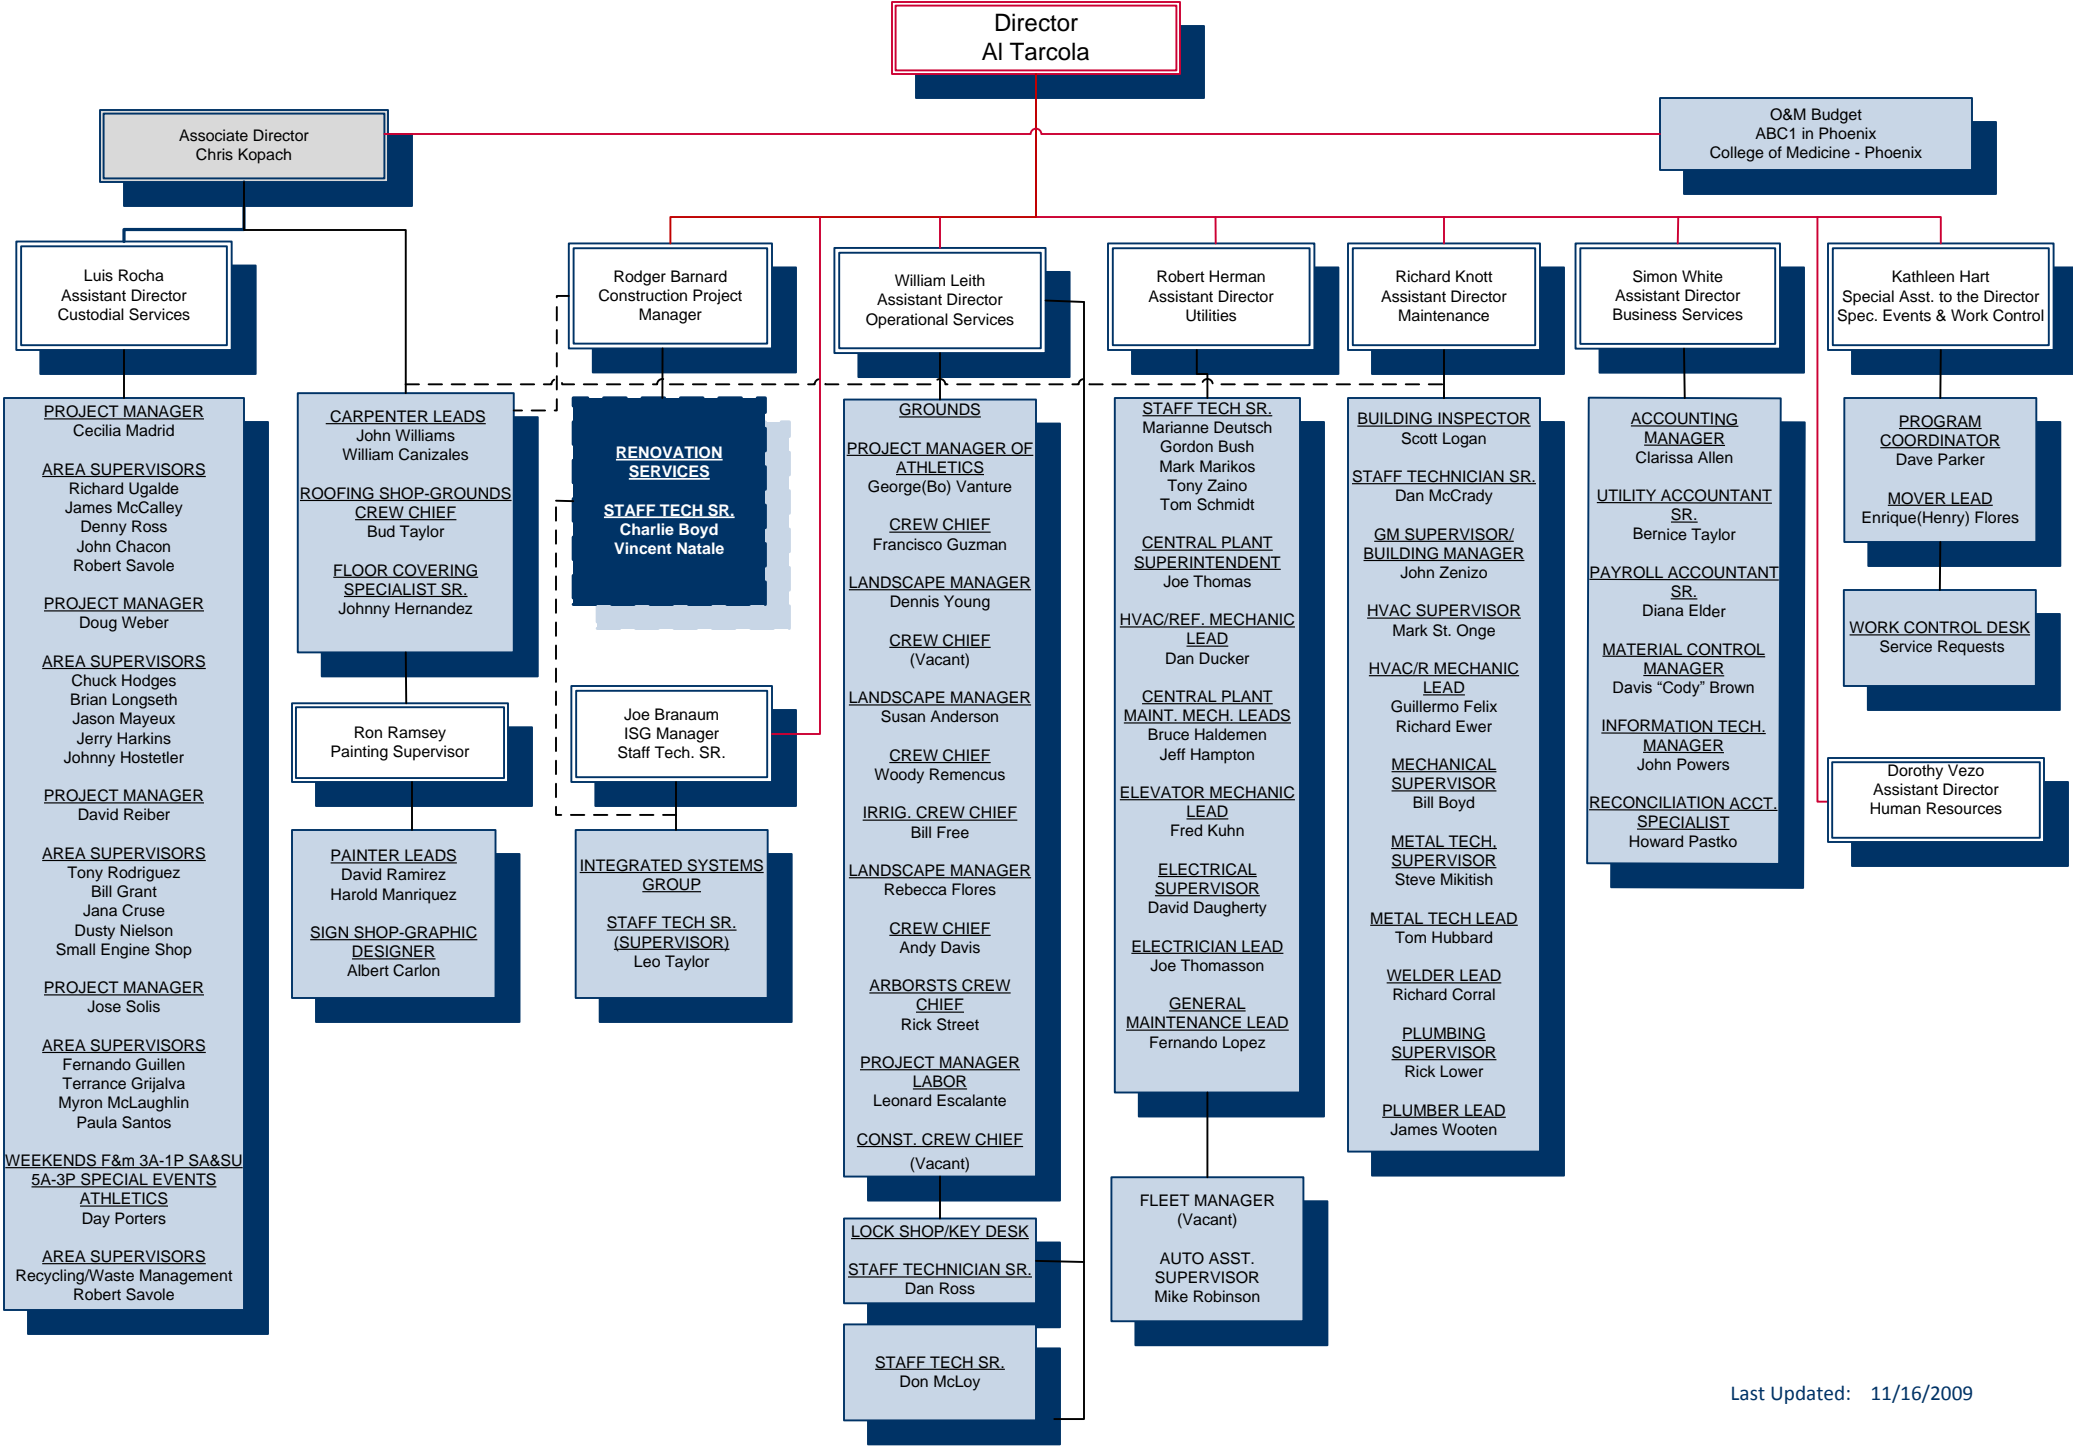 Director
Al Tarcola
Associate Director
Chris Kopach
O&M Budget
ABC1 in Phoenix
College of Medicine - Phoenix
Luis Rocha
Assistant Director
Custodial Services
Rodger Barnard
Construction Project
Manager
William Leith
Assistant Director
Operational Services
Robert Herman
Assistant Director
Utilities
Richard Knott
Assistant Director
Maintenance
Simon White
Assistant Director
Business Services
Kathleen Hart
Special Asst. to the Director
Spec. Events & Work Control
PROJECT MANAGER
Cecilia Madrid
AREA SUPERVISORS
Richard Ugalde
James McCalley
Denny Ross
John Chacon
Robert Savole
PROJECT MANAGER
Doug Weber
AREA SUPERVISORS
Chuck Hodges
Brian Longseth
Jason Mayeux
Jerry Harkins
Johnny Hostetler
PROJECT MANAGER
David Reiber
AREA SUPERVISORS
Tony Rodriguez
Bill Grant
Jana Cruse
Dusty Nielson
Small Engine Shop
PROJECT MANAGER
Jose Solis
AREA SUPERVISORS
Fernando Guillen
Terrance Grijalva
Myron McLaughlin
Paula Santos
WEEKENDS F&m 3A-1P SA&SU
5A-3P SPECIAL EVENTS
ATHLETICS
Day Porters
AREA SUPERVISORS
Recycling/Waste Management
Robert Savole
CARPENTER LEADS
John Williams
William Canizales
ROOFING SHOP-GROUNDS
CREW CHIEF
Bud Taylor
FLOOR COVERING
SPECIALIST SR.
Johnny Hernandez
Ron Ramsey
Painting Supervisor
PAINTER LEADS
David Ramirez
Harold Manriquez
SIGN SHOP-GRAPHIC
DESIGNER
Albert Carlon
RENOVATION
SERVICES
STAFF TECH SR.
Charlie Boyd
Vincent Natale
Joe Branaum
ISG Manager
Staff Tech. SR.
INTEGRATED SYSTEMS
GROUP
STAFF TECH SR.
(SUPERVISOR)
Leo Taylor
GROUNDS
PROJECT MANAGER OF
ATHLETICS
George(Bo) Vanture
CREW CHIEF
Francisco Guzman
LANDSCAPE MANAGER
Dennis Young
CREW CHIEF
(Vacant)
LANDSCAPE MANAGER
Susan Anderson
CREW CHIEF
Woody Remencus
IRRIG. CREW CHIEF
Bill Free
LANDSCAPE MANAGER
Rebecca Flores
CREW CHIEF
Andy Davis
ARBORSTS CREW
CHIEF
Rick Street
PROJECT MANAGER
LABOR
Leonard Escalante
CONST. CREW CHIEF
(Vacant)
LOCK SHOP/KEY DESK
STAFF TECHNICIAN SR.
Dan Ross
STAFF TECH SR.
Don McLoy
STAFF TECH SR.
Marianne Deutsch
Gordon Bush
Mark Marikos
Tony Zaino
Tom Schmidt
CENTRAL PLANT
SUPERINTENDENT
Joe Thomas
HVAC/REF. MECHANIC
LEAD
Dan Ducker
CENTRAL PLANT
MAINT. MECH. LEADS
Bruce Haldemen
Jeff Hampton
ELEVATOR MECHANIC
LEAD
Fred Kuhn
ELECTRICAL
SUPERVISOR
David Daugherty
ELECTRICIAN LEAD
Joe Thomasson
GENERAL
MAINTENANCE LEAD
Fernando Lopez
FLEET MANAGER
(Vacant)
AUTO ASST.
SUPERVISOR
Mike Robinson
BUILDING INSPECTOR
Scott Logan
STAFF TECHNICIAN SR.
Dan McCrady
GM SUPERVISOR/
BUILDING MANAGER
John Zenizo
HVAC SUPERVISOR
Mark St. Onge
HVAC/R MECHANIC
LEAD
Guillermo Felix
Richard Ewer
MECHANICAL
SUPERVISOR
Bill Boyd
METAL TECH,
SUPERVISOR
Steve Mikitish
METAL TECH LEAD
Tom Hubbard
WELDER LEAD
Richard Corral
PLUMBING
SUPERVISOR
Rick Lower
PLUMBER LEAD
James Wooten
ACCOUNTING
MANAGER
Clarissa Allen
UTILITY ACCOUNTANT
SR.
Bernice Taylor
PAYROLL ACCOUNTANT
SR.
Diana Elder
MATERIAL CONTROL
MANAGER
Davis “Cody” Brown
INFORMATION TECH.
MANAGER
John Powers
RECONCILIATION ACCT.
SPECIALIST
Howard Pastko
PROGRAM
COORDINATOR
Dave Parker
MOVER LEAD
Enrique(Henry) Flores
WORK CONTROL DESK
Service Requests
Dorothy Vezo
Assistant Director
Human Resources
Last Updated: 11/16/2009